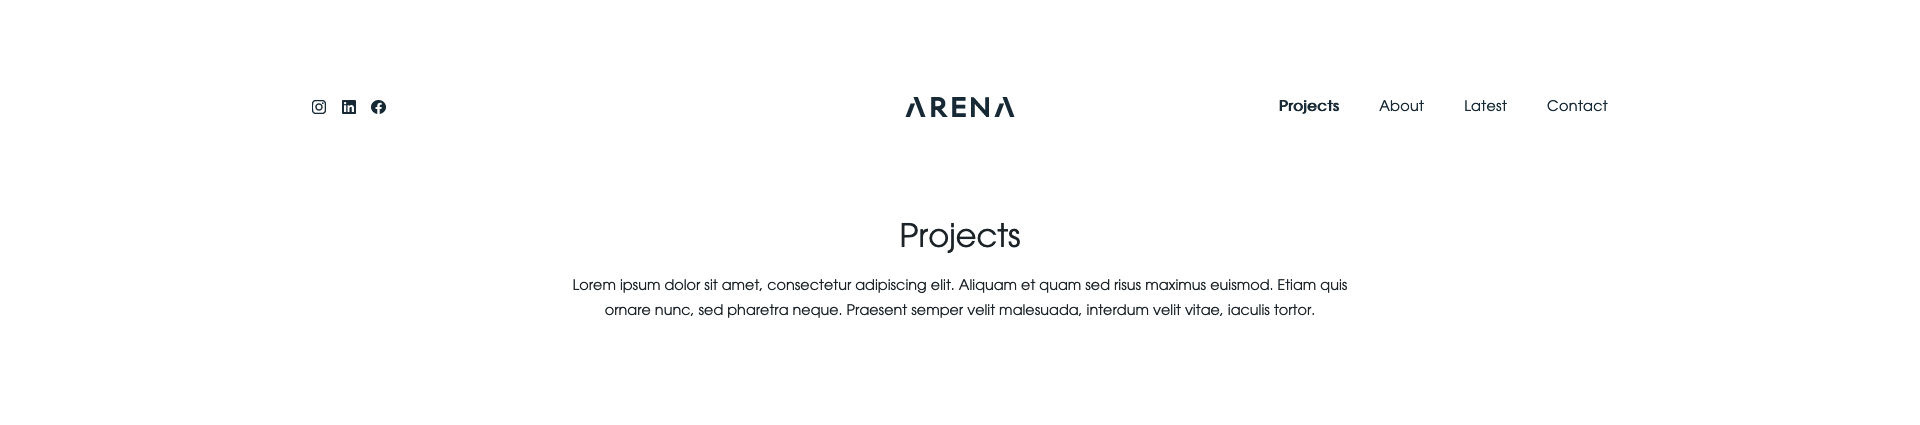 ARENA
Projects About Latest Contact
Projects
Lorem ipsum dolor sit amet, consectetur adipiscing elit. Aliquam et quam sed risus maximus euismod. Etiam quis
ornare nunc, sed pharetra neque. Praesent semper velit malesuada, interdum velit vitae, iaculis tortor.